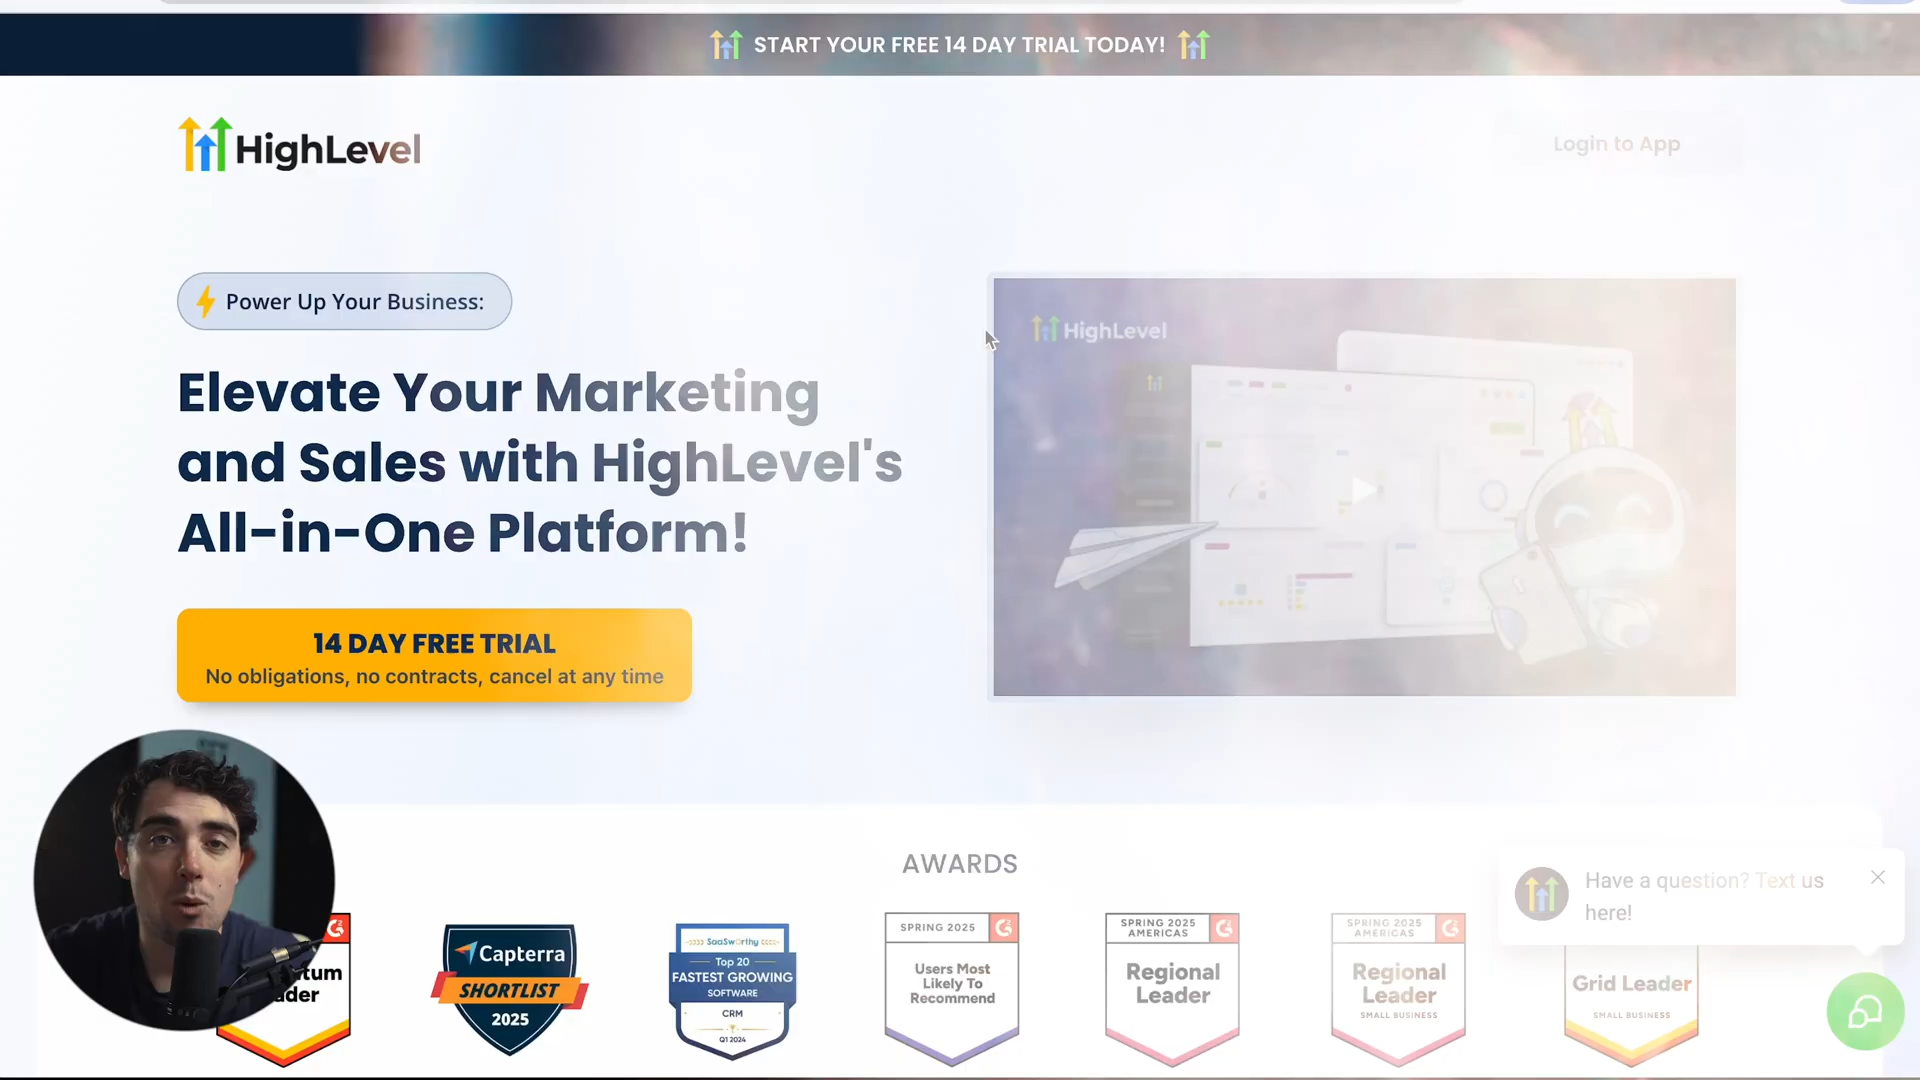 START YOUR FREE 14 DAY TRIAL TODAY!
HighLevel
Login to App
Power Up Your Business:
HighLevel
Elevate Your Marketing
and Sales with HighLevel's
All-in-One Platform!
14 DAY FREE TRIAL
No obligations, no contracts, cancel at any time
AWARDS
Have a question? Text us
here!
tum
ader
Capterra
SHORTLIST
2025
SaaSworthy
Top 20
FASTEST GROWING
SOFTWARE
CRM
Q1 2024
SPRING 2025
Users Most
Likely To
Recommend
SPRING 2025
AMERICAS
Regional
Leader
SPRING 2025
AMERICAS
Regional
Leader
SMALL BUSINESS
Grid Leader
SMALL BUSINESS